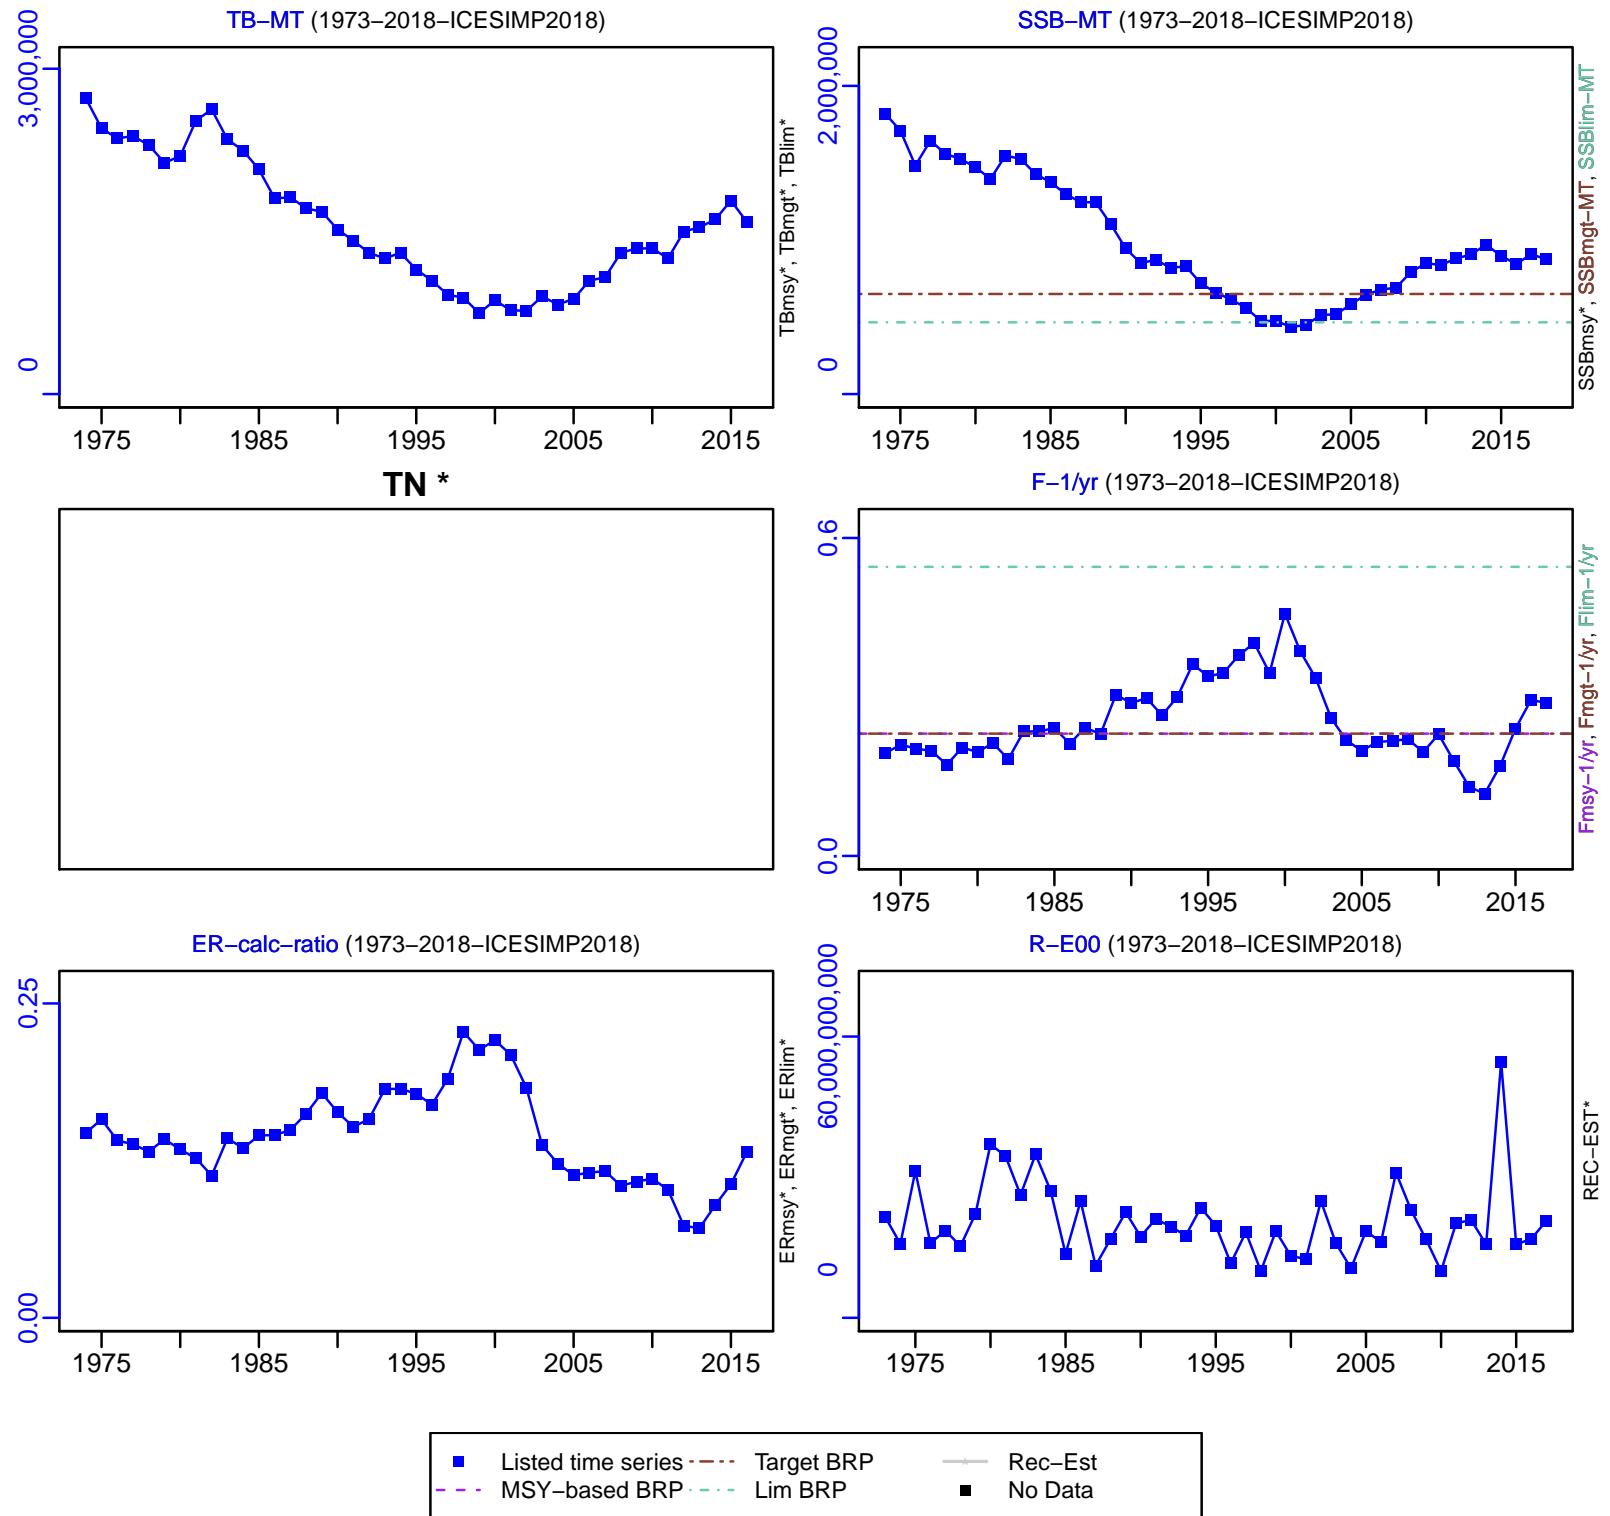 TB−MT (1973−2018−ICESIMP2018)
3,000,000
0
1975 1985 1995 2005 2015
TBmsy*, TBmgt*, TBlim*
SSB−MT (1973−2018−ICESIMP2018)
2,000,000
0
1975 1985 1995 2005 2015
SSBmsy*, SSBmgt−MT, SSBlim−MT
TN *
F−1/yr (1973−2018−ICESIMP2018)
0.6
0.0
1975 1985 1995 2005 2015
Fmsy−1/yr, Fmgt−1/yr, Flim−1/yr
ER−calc−ratio (1973−2018−ICESIMP2018)
0.25
0.00
1975 1985 1995 2005 2015
ERmsy*, ERmgt*, ERlim*
R−E00 (1973−2018−ICESIMP2018)
60,000,000,000
0
1975 1985 1995 2005 2015
REC−EST*
Listed time series Target BRP Rec−Est
MSY−based BRP Lim BRP No Data